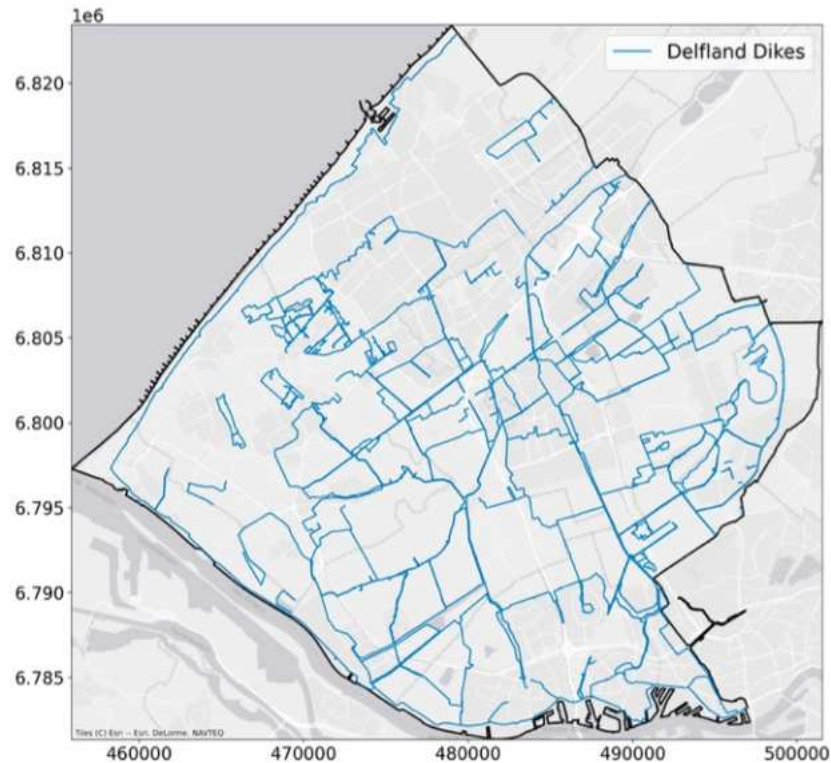 1e6
Delfland Dikes
6.820
6.815
6.810
6.805
6.800
6.795
6.790
6.785
Tiles (C) Esri -- Esri, DeLorme, NAVTEQ
460000 470000 480000 490000 500000